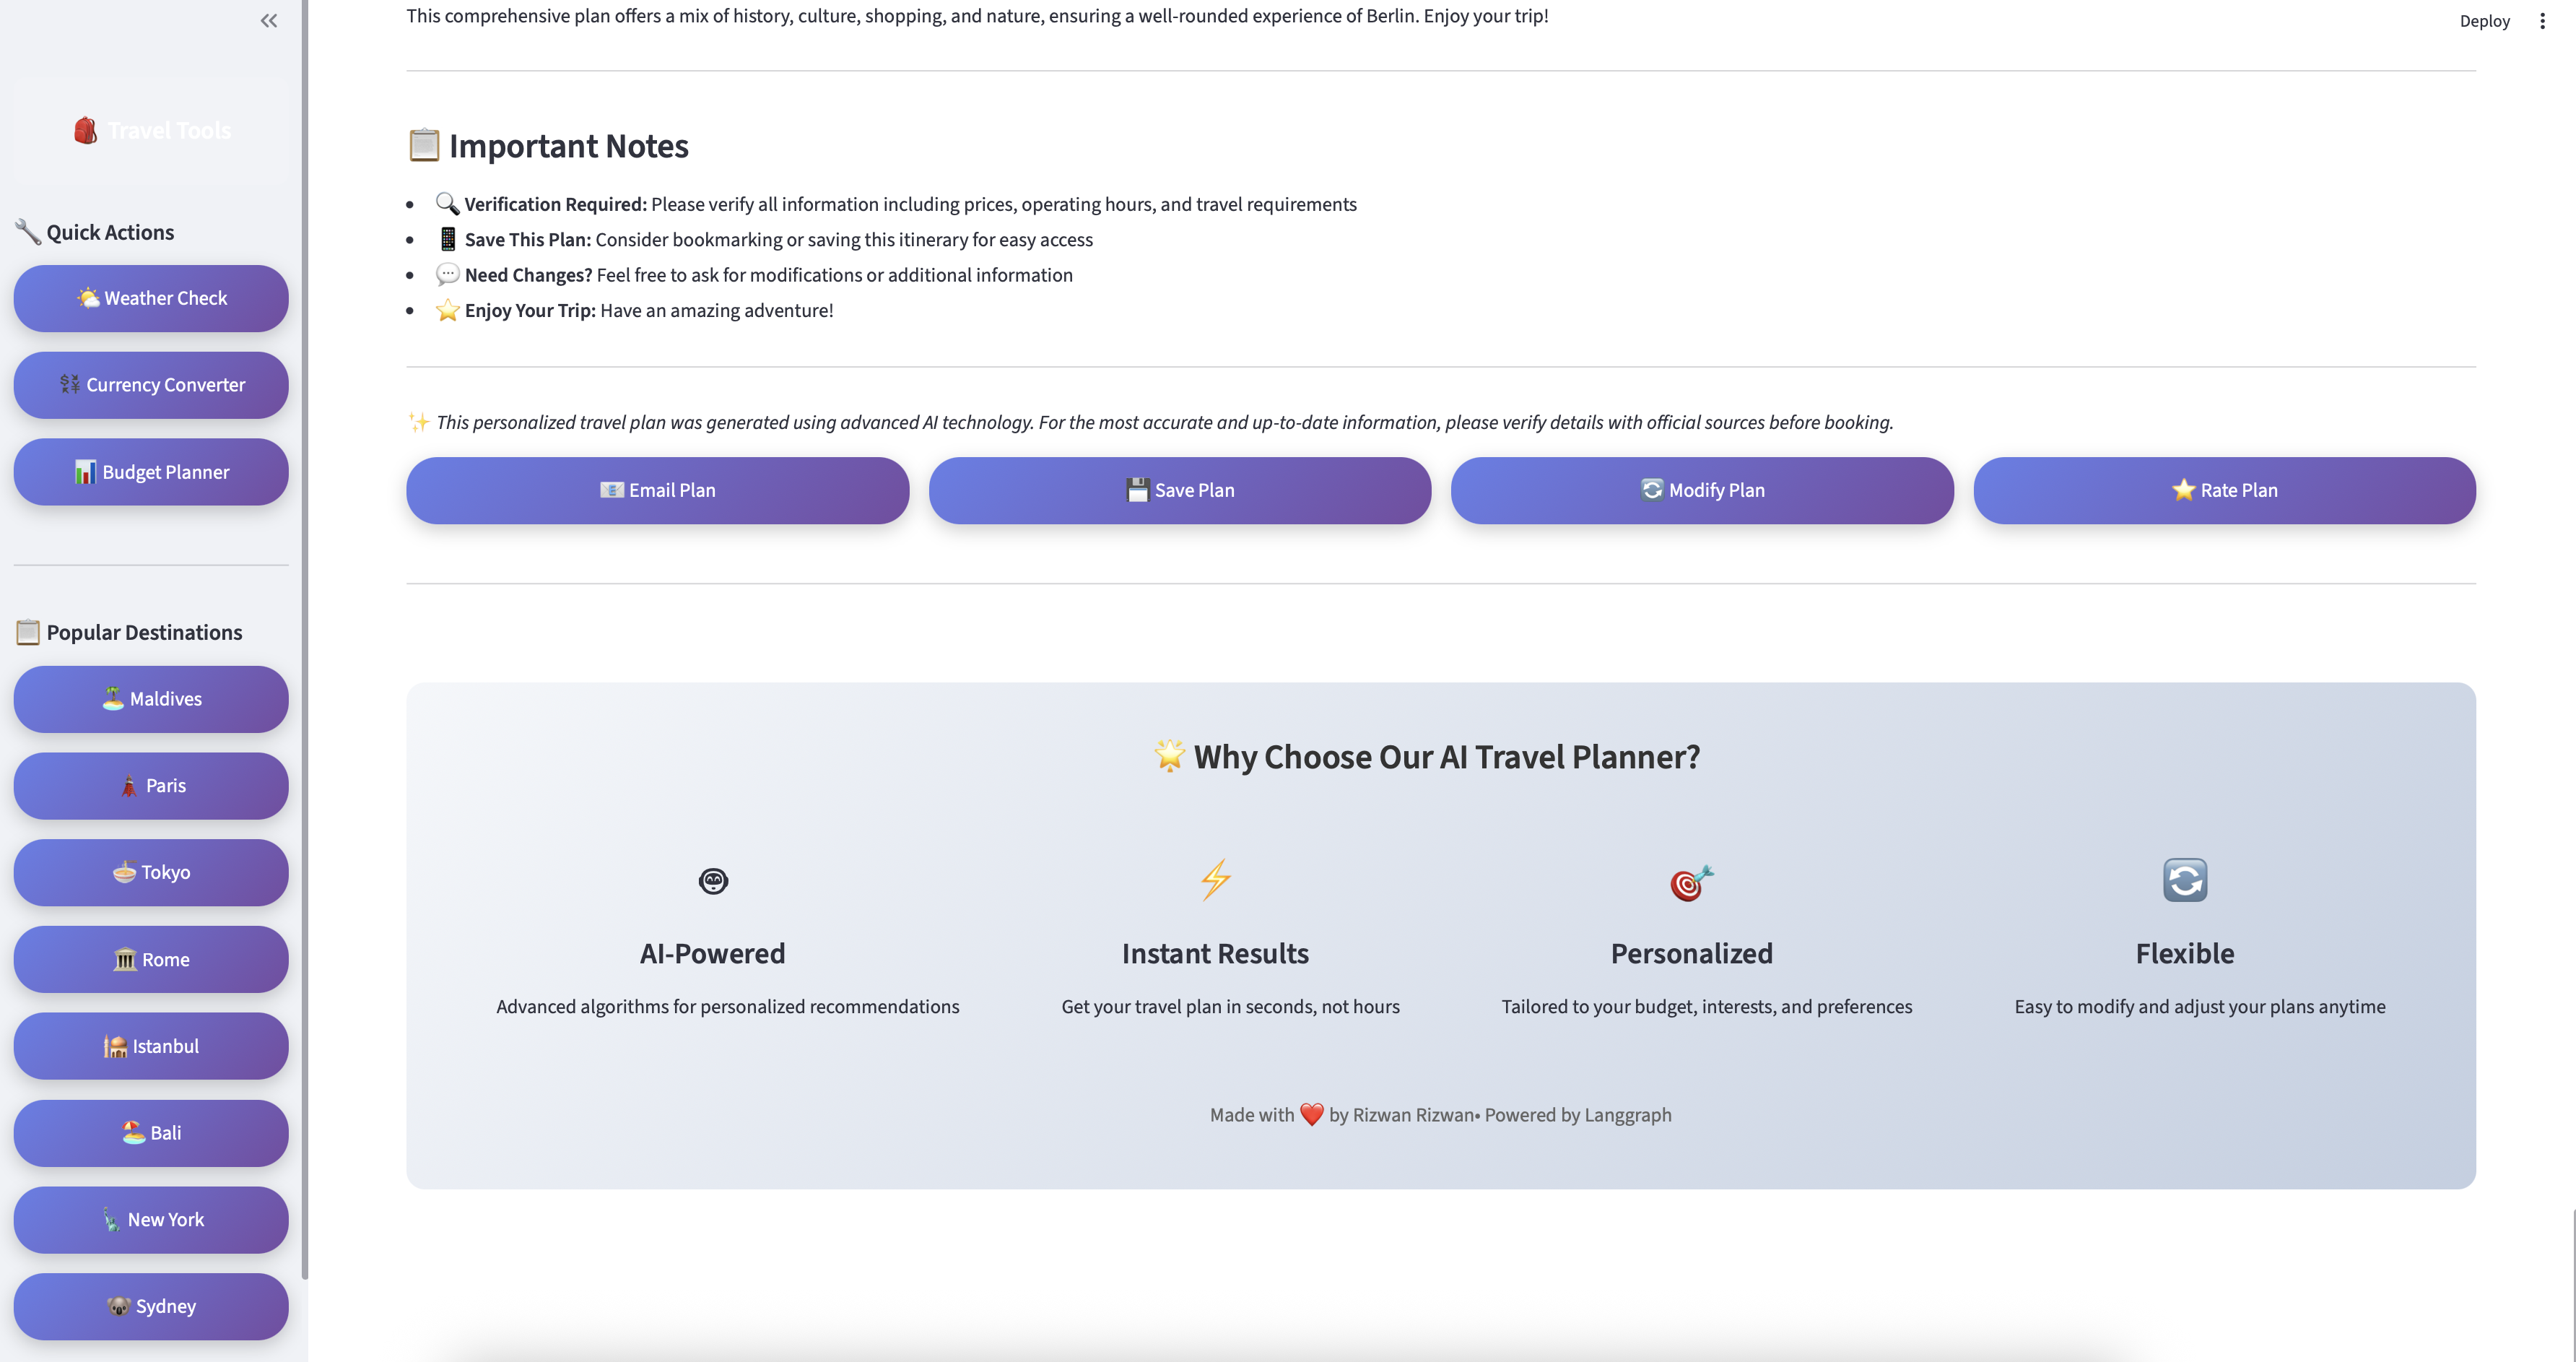 Travel Tools
Quick Actions
Weather Check
Currency Converter
Budget Planner
Popular Destinations
Maldives
Paris
Tokyo
Rome
Istanbul
Bali
New York
Sydney
Deploy
This comprehensive plan offers a mix of history, culture, shopping, and nature, ensuring a well-rounded experience of Berlin. Enjoy your trip!
Important Notes
Verification Required: Please verify all information including prices, operating hours, and travel requirements
Save This Plan: Consider bookmarking or saving this itinerary for easy access
Need Changes? Feel free to ask for modifications or additional information
Enjoy Your Trip: Have an amazing adventure!
This personalized travel plan was generated using advanced AI technology. For the most accurate and up-to-date information, please verify details with official sources before booking.
Email Plan
Save Plan
Modify Plan
Rate Plan
Why Choose Our AI Travel Planner?
AI-Powered
Advanced algorithms for personalized recommendations
Instant Results
Get your travel plan in seconds, not hours
Personalized
Tailored to your budget, interests, and preferences
Flexible
Easy to modify and adjust your plans anytime
Made with ❤️ by Rizwan Rizwan• Powered by Langgraph